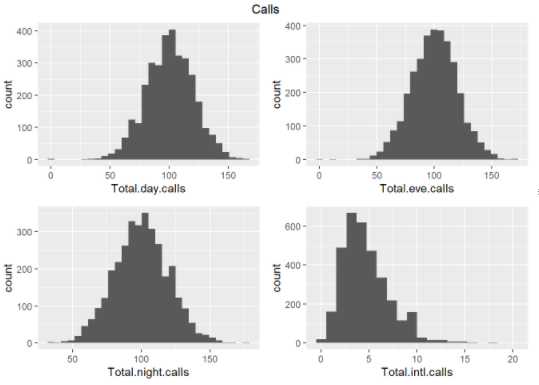 Calls
count
400
300
200
100
0
0 50 100 150
Total.day.calls
count
400
300
200
100
0
0 50 100 150
Total.eve.calls
count
300
200
100
0
50 100 150
Total.night.calls
count
600
400
200
0
0 5 10 15 20
Total.intl.calls